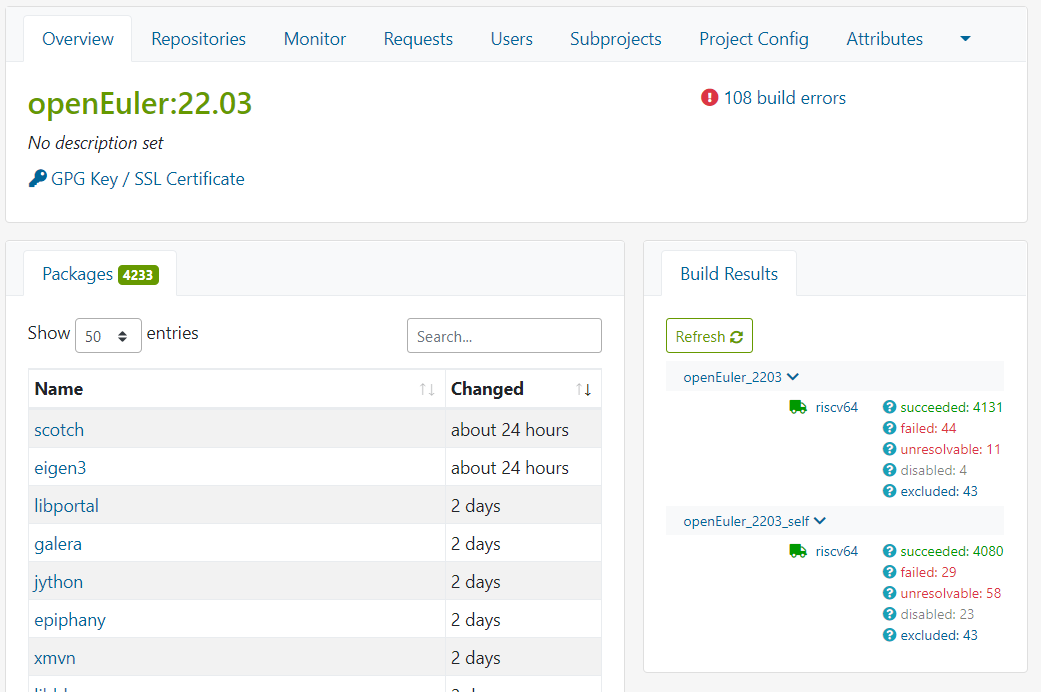 Overview Repositories Monitor Requests Users Subprojects Project Config Attributes
openEuler:22.03
108 build errors
No description set
GPG Key / SSL Certificate
Packages 4233
Show 50 entries
Search...
Name Changed
scotch about 24 hours
eigen3 about 24 hours
libportal 2 days
galera 2 days
jython 2 days
epiphany 2 days
xmvn 2 days
Build Results
Refresh
openEuler_2203
riscv64 succeeded: 4131
failed: 44
unresolvable: 11
disabled: 4
excluded: 43
openEuler_2203_self
riscv64 succeeded: 4080
failed: 29
unresolvable: 58
disabled: 23
excluded: 43